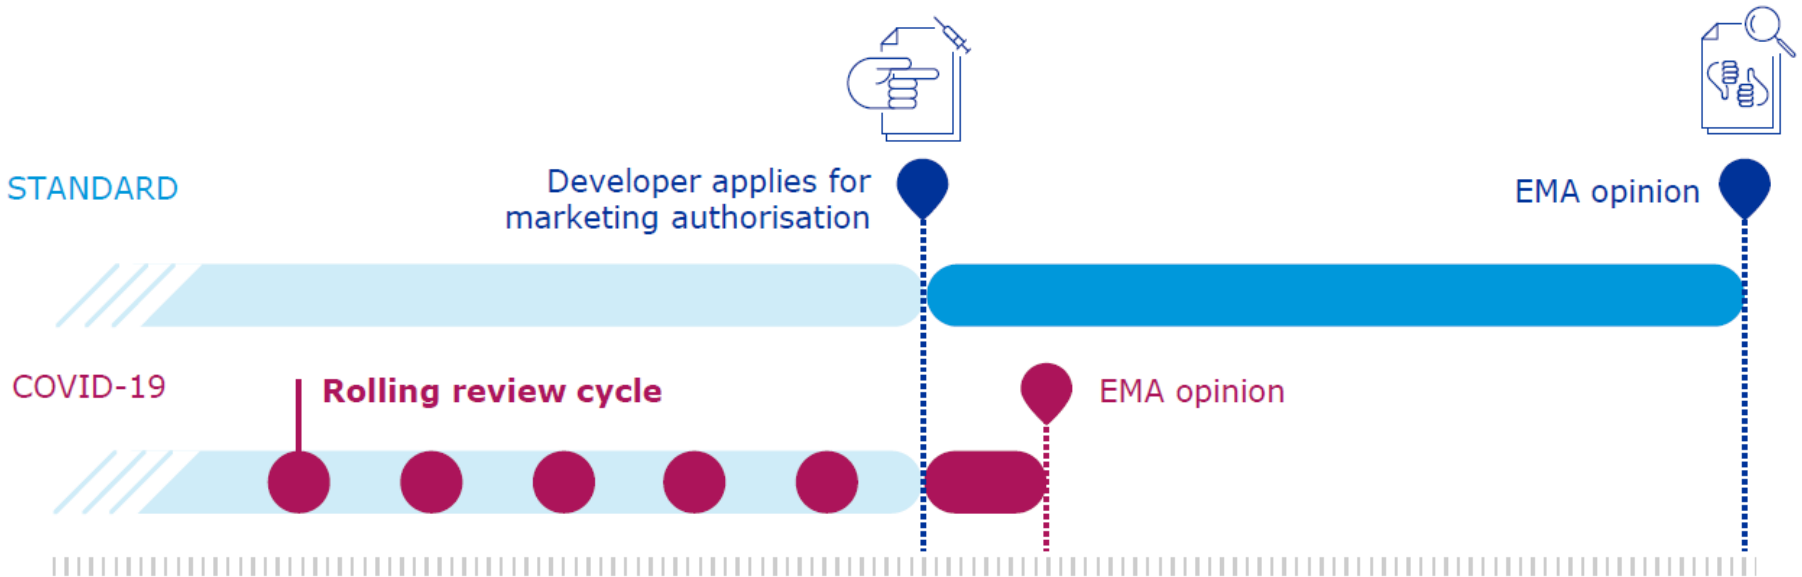 STANDARD
Developer applies for
marketing authorisation
EMA opinion
COVID-19
Rolling review cycle
EMA opinion